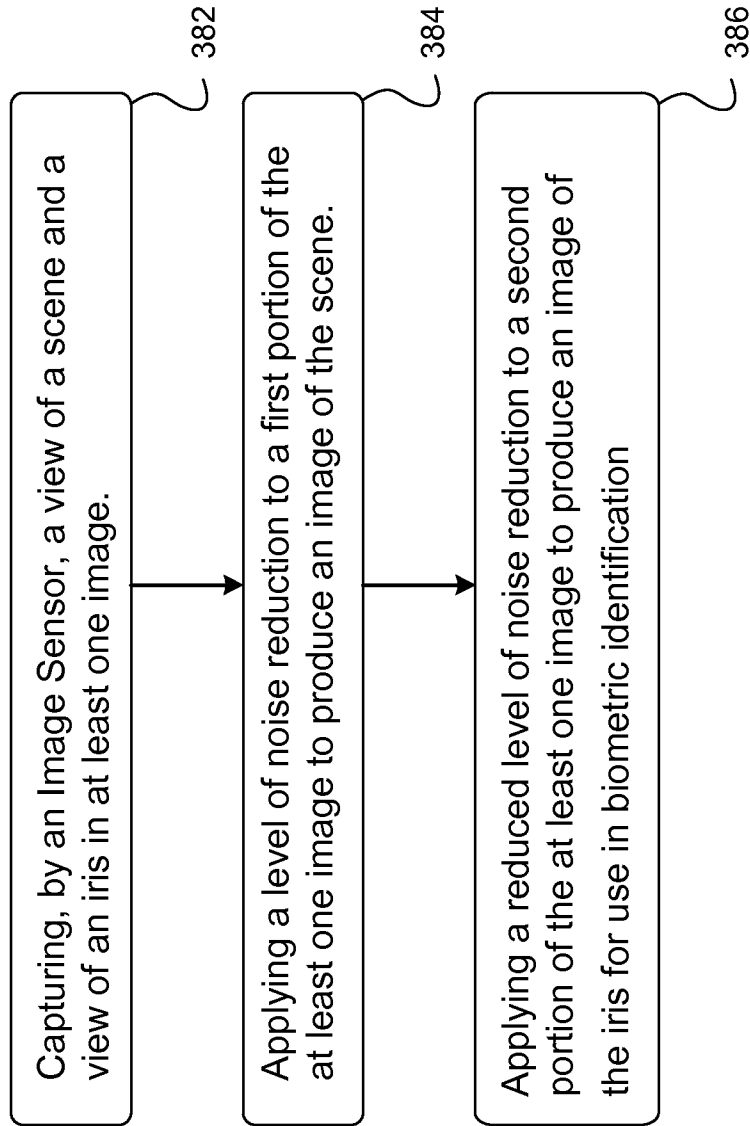 Capturing, by an Image Sensor, a view of a scene and a
view of an iris in at least one image.
382
Applying a level of noise reduction to a first portion of the
at least one image to produce an image of the scene.
384
Applying a reduced level of noise reduction to a second
portion of the at least one image to produce an image of
the iris for use in biometric identification
386